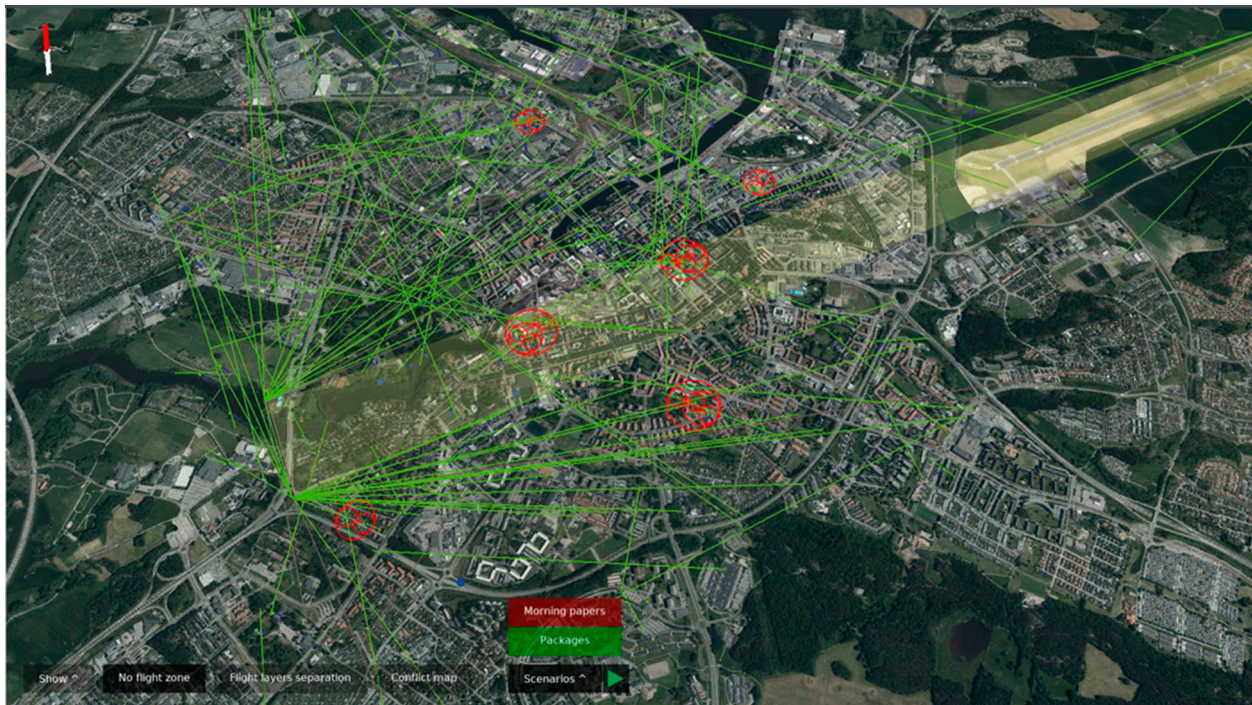 Morning papers
Packages
Show ^
No flight zone
Flight layers separation
Conflict map
Scenarios ^